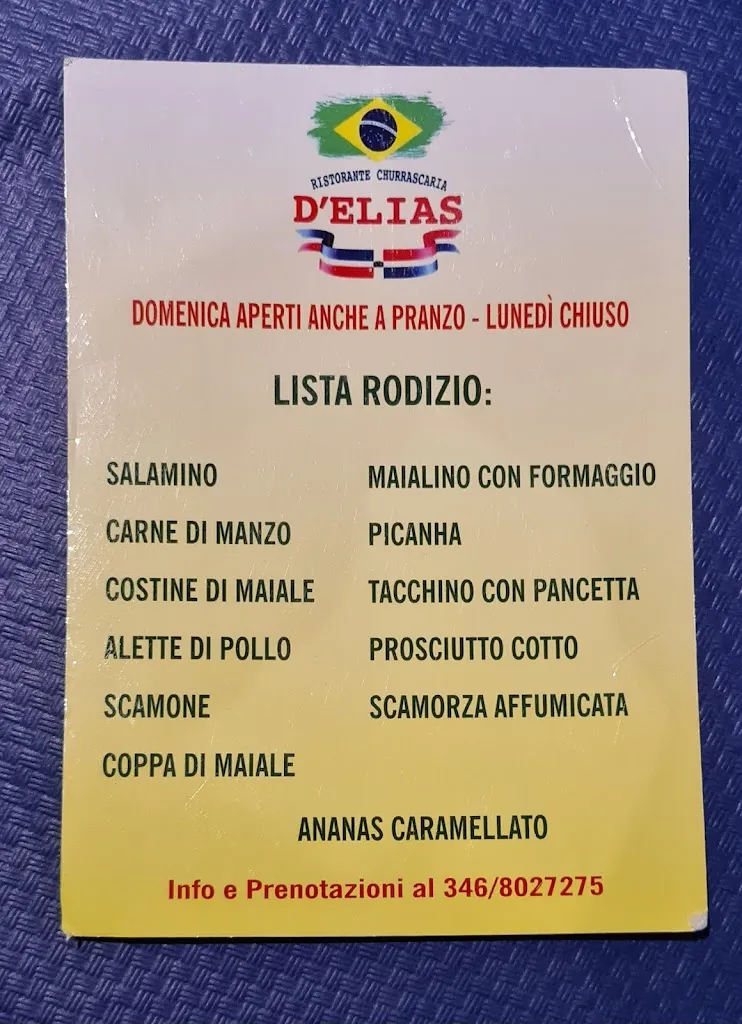 RISTORANTE CHURRASCARIA
D'ELIAS
DOMENICA APERTI ANCHE A PRANZO - LUNEDÌ CHIUSO
LISTA RODIZIO:
SALAMINO
CARNE DI MANZO
COSTINE DI MAIALE
ALETTE DI POLLO
SCAMONE
COPPA DI MAIALE
MAIALINO CON FORMAGGIO
PICANHA
TACCHINO CON PANCETTA
PROSCIUTTO COTTO
SCAMORZA AFFUMICATA
ANANAS CARAMELLATO
Info e Prenotazioni al 346/8027275